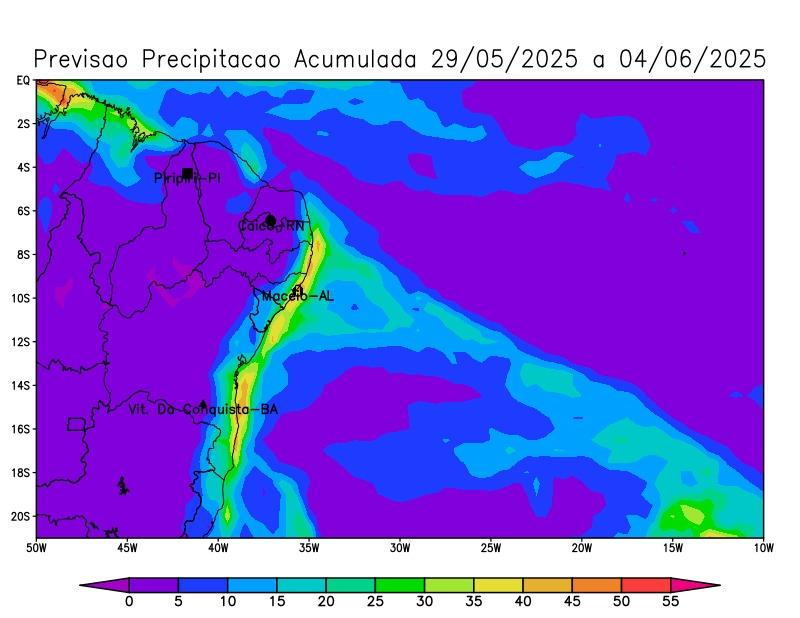 Previsao Precipitacao Acumulada 29/05/2025 a 04/06/2025
EQ
2S
4S
Piripiri-PI
6S
Caico-RN
8S
10S
Maceio-AL
12S
14S
Vit. Da Conquista-BA
16S
18S
20S
50W 45W 40W 35W 30W 25W 20W 15W 10W
0 5 10 15 20 25 30 35 40 45 50 55